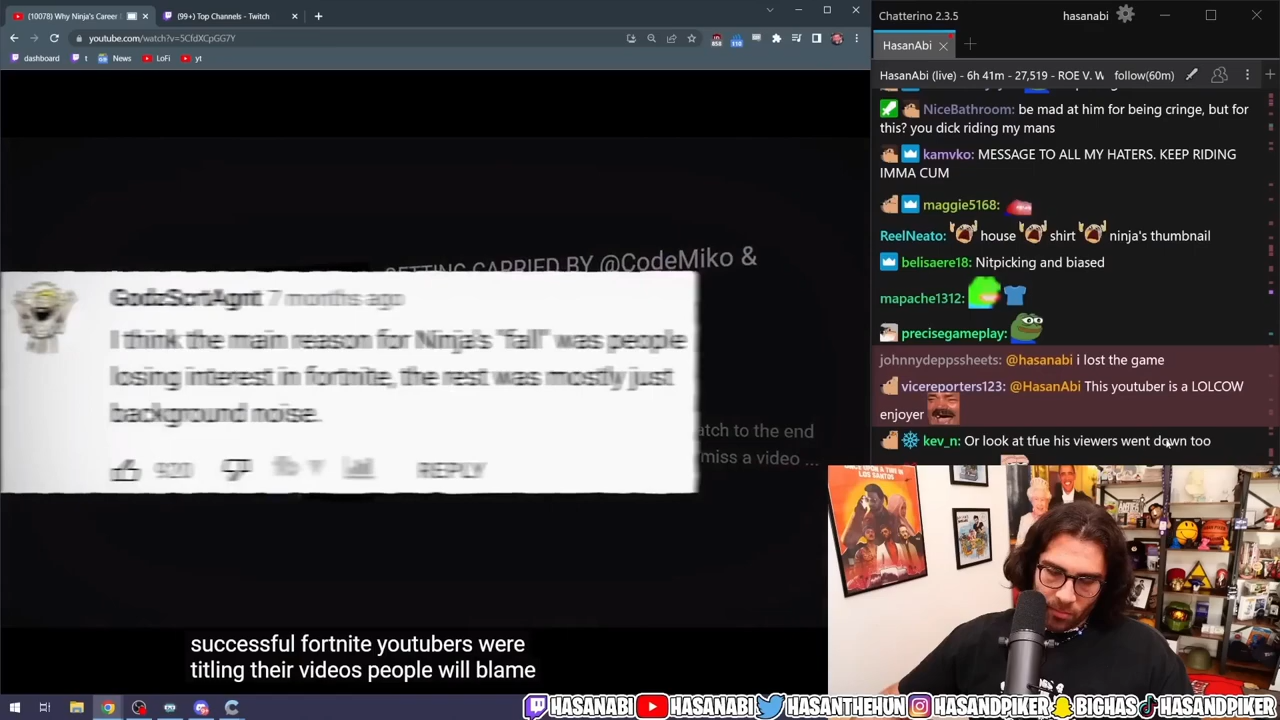 (10078) Why Ninja's Career
(99+) Top Channels - Twitch
youtube.com/watch?v=5CfdXCpGG7Y
dashboard
t
News
LoFi
yt
GETTING CARRIED BY @CodeMiko &
GodzScrtAgnt 7 months ago
I think the main reason for Ninja's "fall" was people
losing interest in fortnite, the rest was mostly just
background noise.
920
REPLY
atch to the end
miss a video ...
successful fortnite youtubers were
titling their videos people will blame
Chatterino 2.3.5
hasanabi
HasanAbi
HasanAbi (live) - 6h 41m - 27,519 - ROE V. W
follow(60m)
NiceBathroom: be mad at him for being cringe, but for
this? you dick riding my mans
kamvko: MESSAGE TO ALL MY HATERS. KEEP RIDING
IMMA CUM
maggie5168:
ReelNeato: house shirt ninja's thumbnail
belisaere18: Nitpicking and biased
mapache1312:
precisegameplay:
johnnydeppssheets: @hasanabi i lost the game
vicereporters123: @HasanAbi This youtuber is a LOLCOW
enjoyer
kev_n: Or look at tfue his viewers went down too
HASANABI HASANABI HASANTHEHUN HASANDPIKER BIGHAS HASANDPIKER